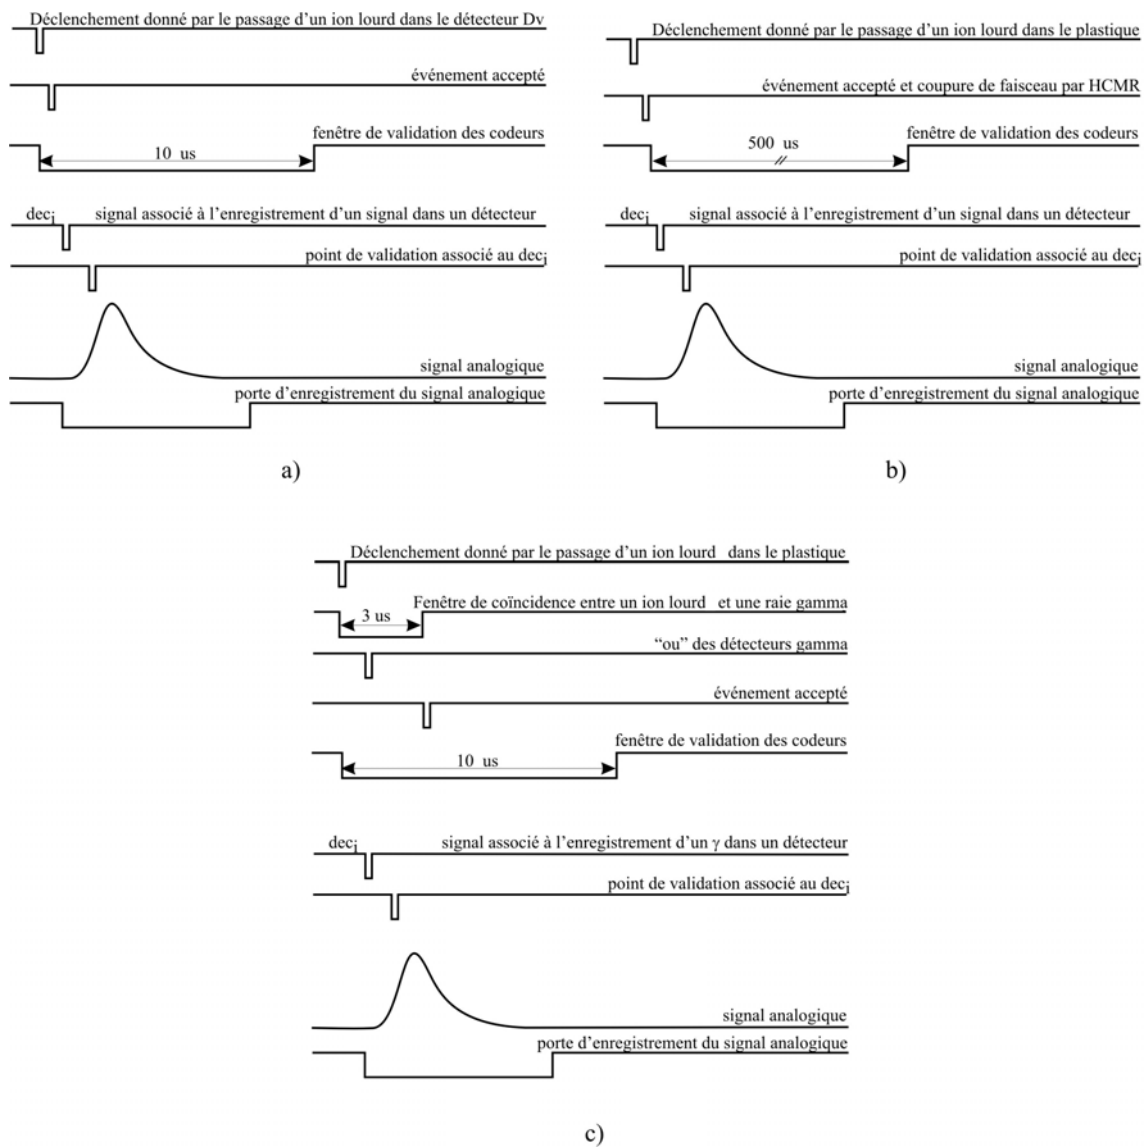 Déclenchement donné par le passage d'un ion lourd dans le détecteur Dv
événement accepté
fenêtre de validation des codeurs
10 us
dec_i signal associé à l'enregistrement d'un signal dans un détecteur
point de validation associé au dec_i
signal analogique
porte d'enregistrement du signal analogique
a)
Déclenchement donné par le passage d'un ion lourd dans le plastique
événement accepté et coupure de faisceau par HCMR
fenêtre de validation des codeurs
500 us
dec_i signal associé à l'enregistrement d'un signal dans un détecteur
point de validation associé au dec_i
signal analogique
porte d'enregistrement du signal analogique
b)
Déclenchement donné par le passage d'un ion lourd dans le plastique
Fenêtre de coïncidence entre un ion lourd et une raie gamma
3 us
“ou” des détecteurs gamma
événement accepté
fenêtre de validation des codeurs
10 us
dec_i signal associé à l'enregistrement d'un γ dans un détecteur
point de validation associé au dec_i
signal analogique
porte d'enregistrement du signal analogique
c)